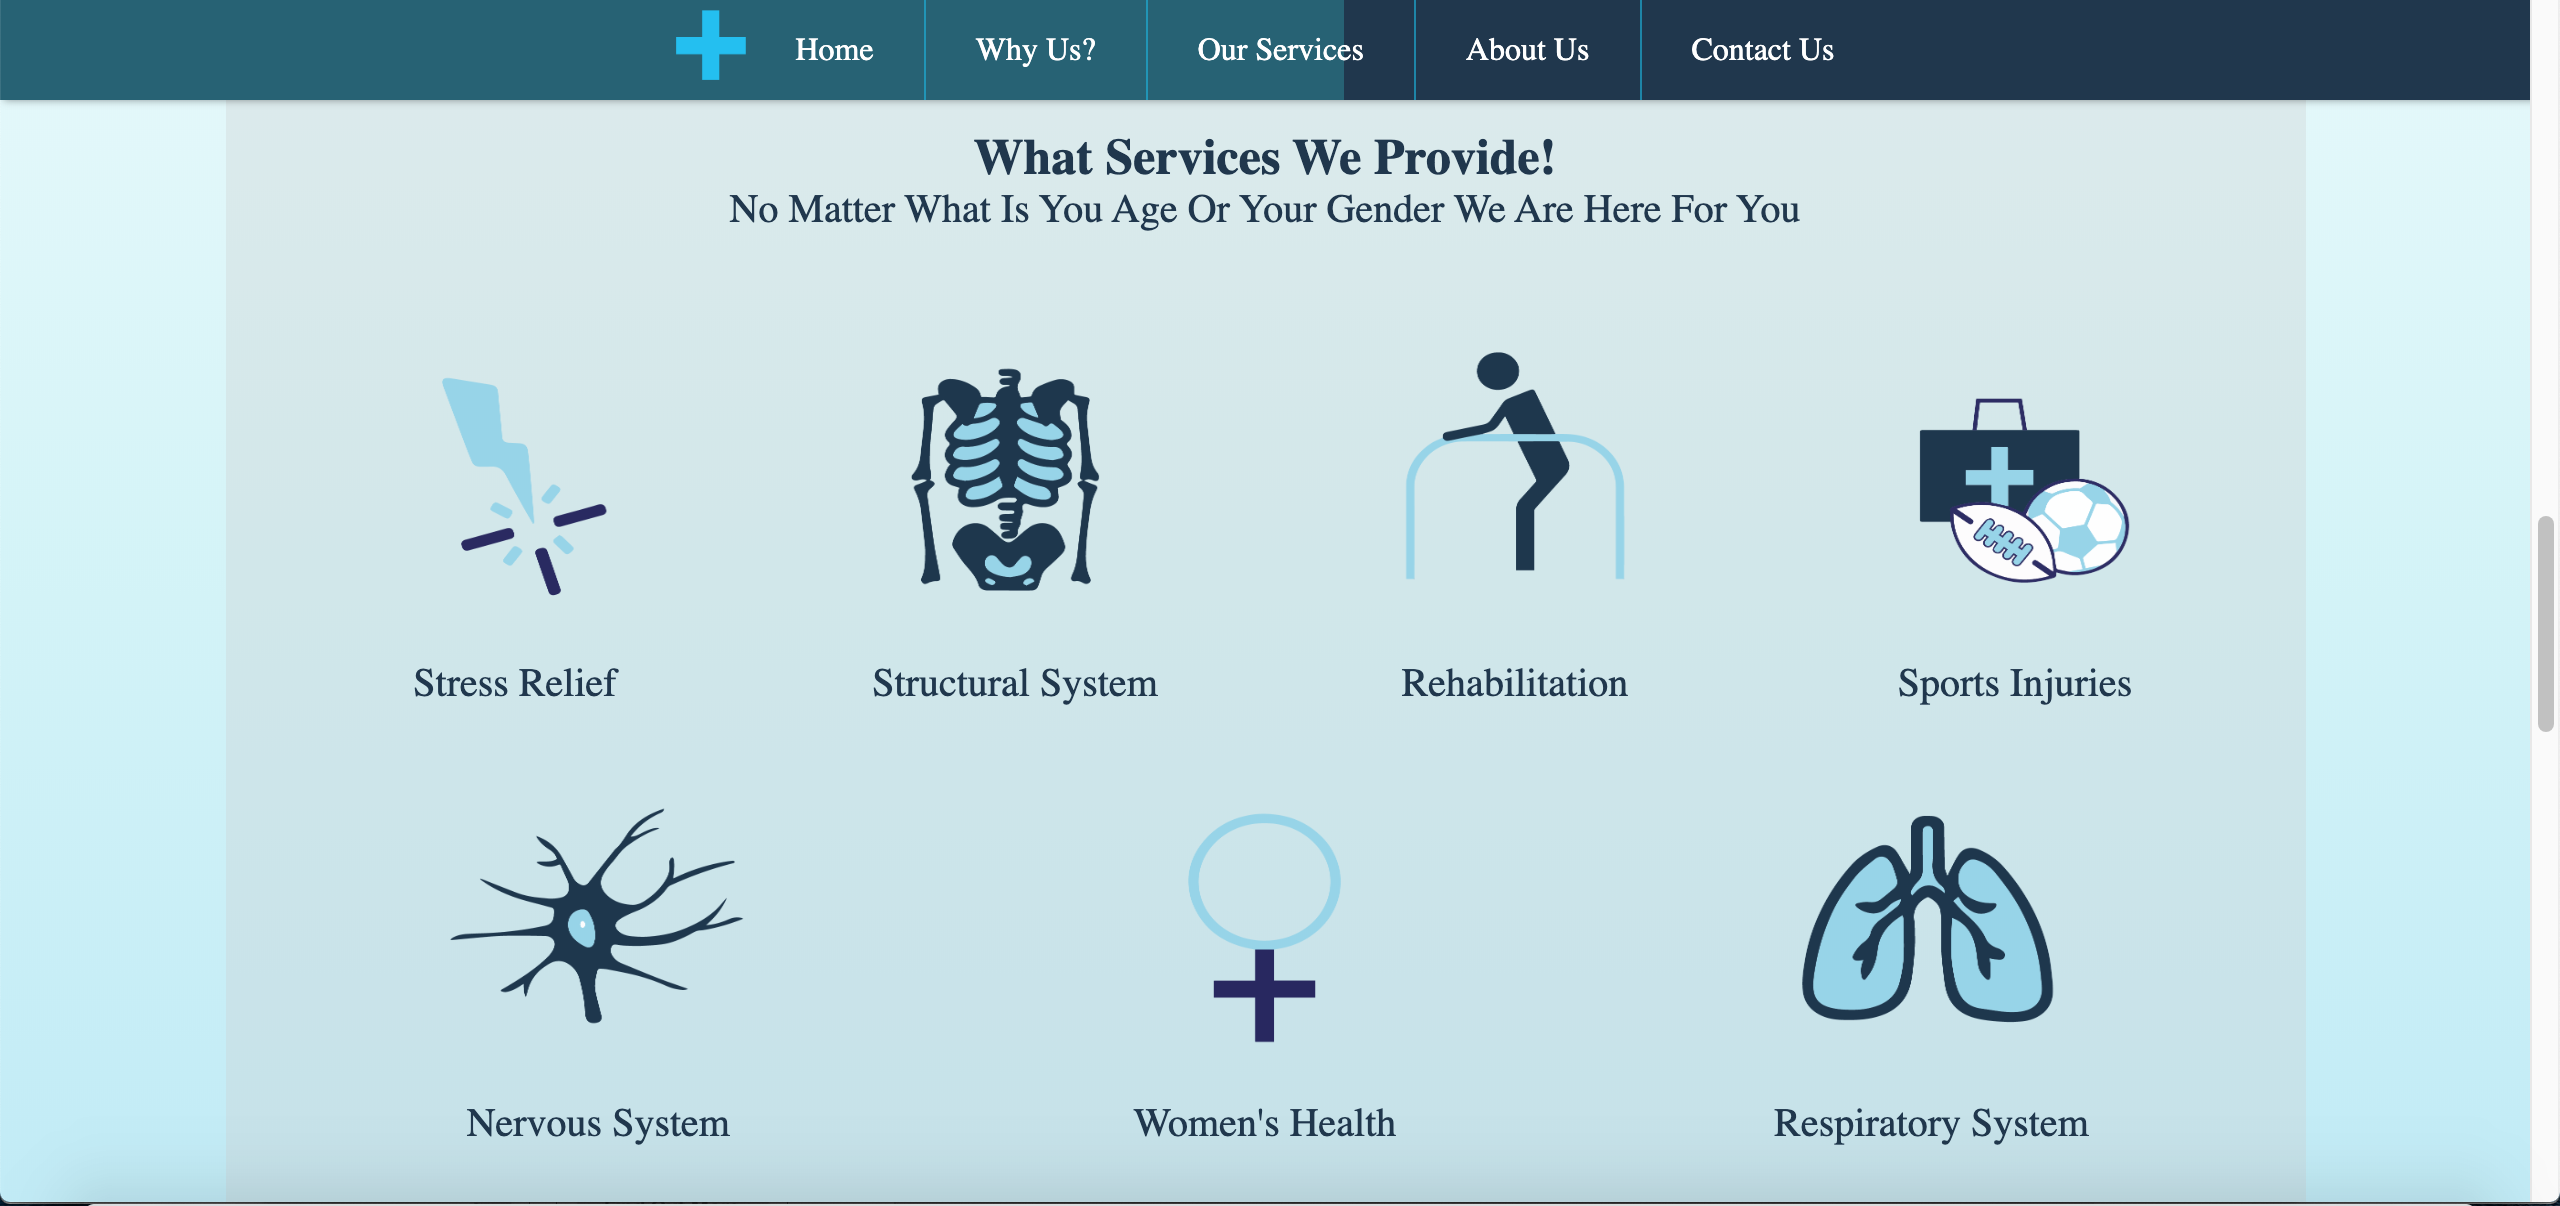 Home Why Us? Our Services About Us Contact Us
What Services We Provide!
No Matter What Is You Age Or Your Gender We Are Here For You
Stress Relief Structural System Rehabilitation Sports Injuries
Nervous System Women's Health Respiratory System